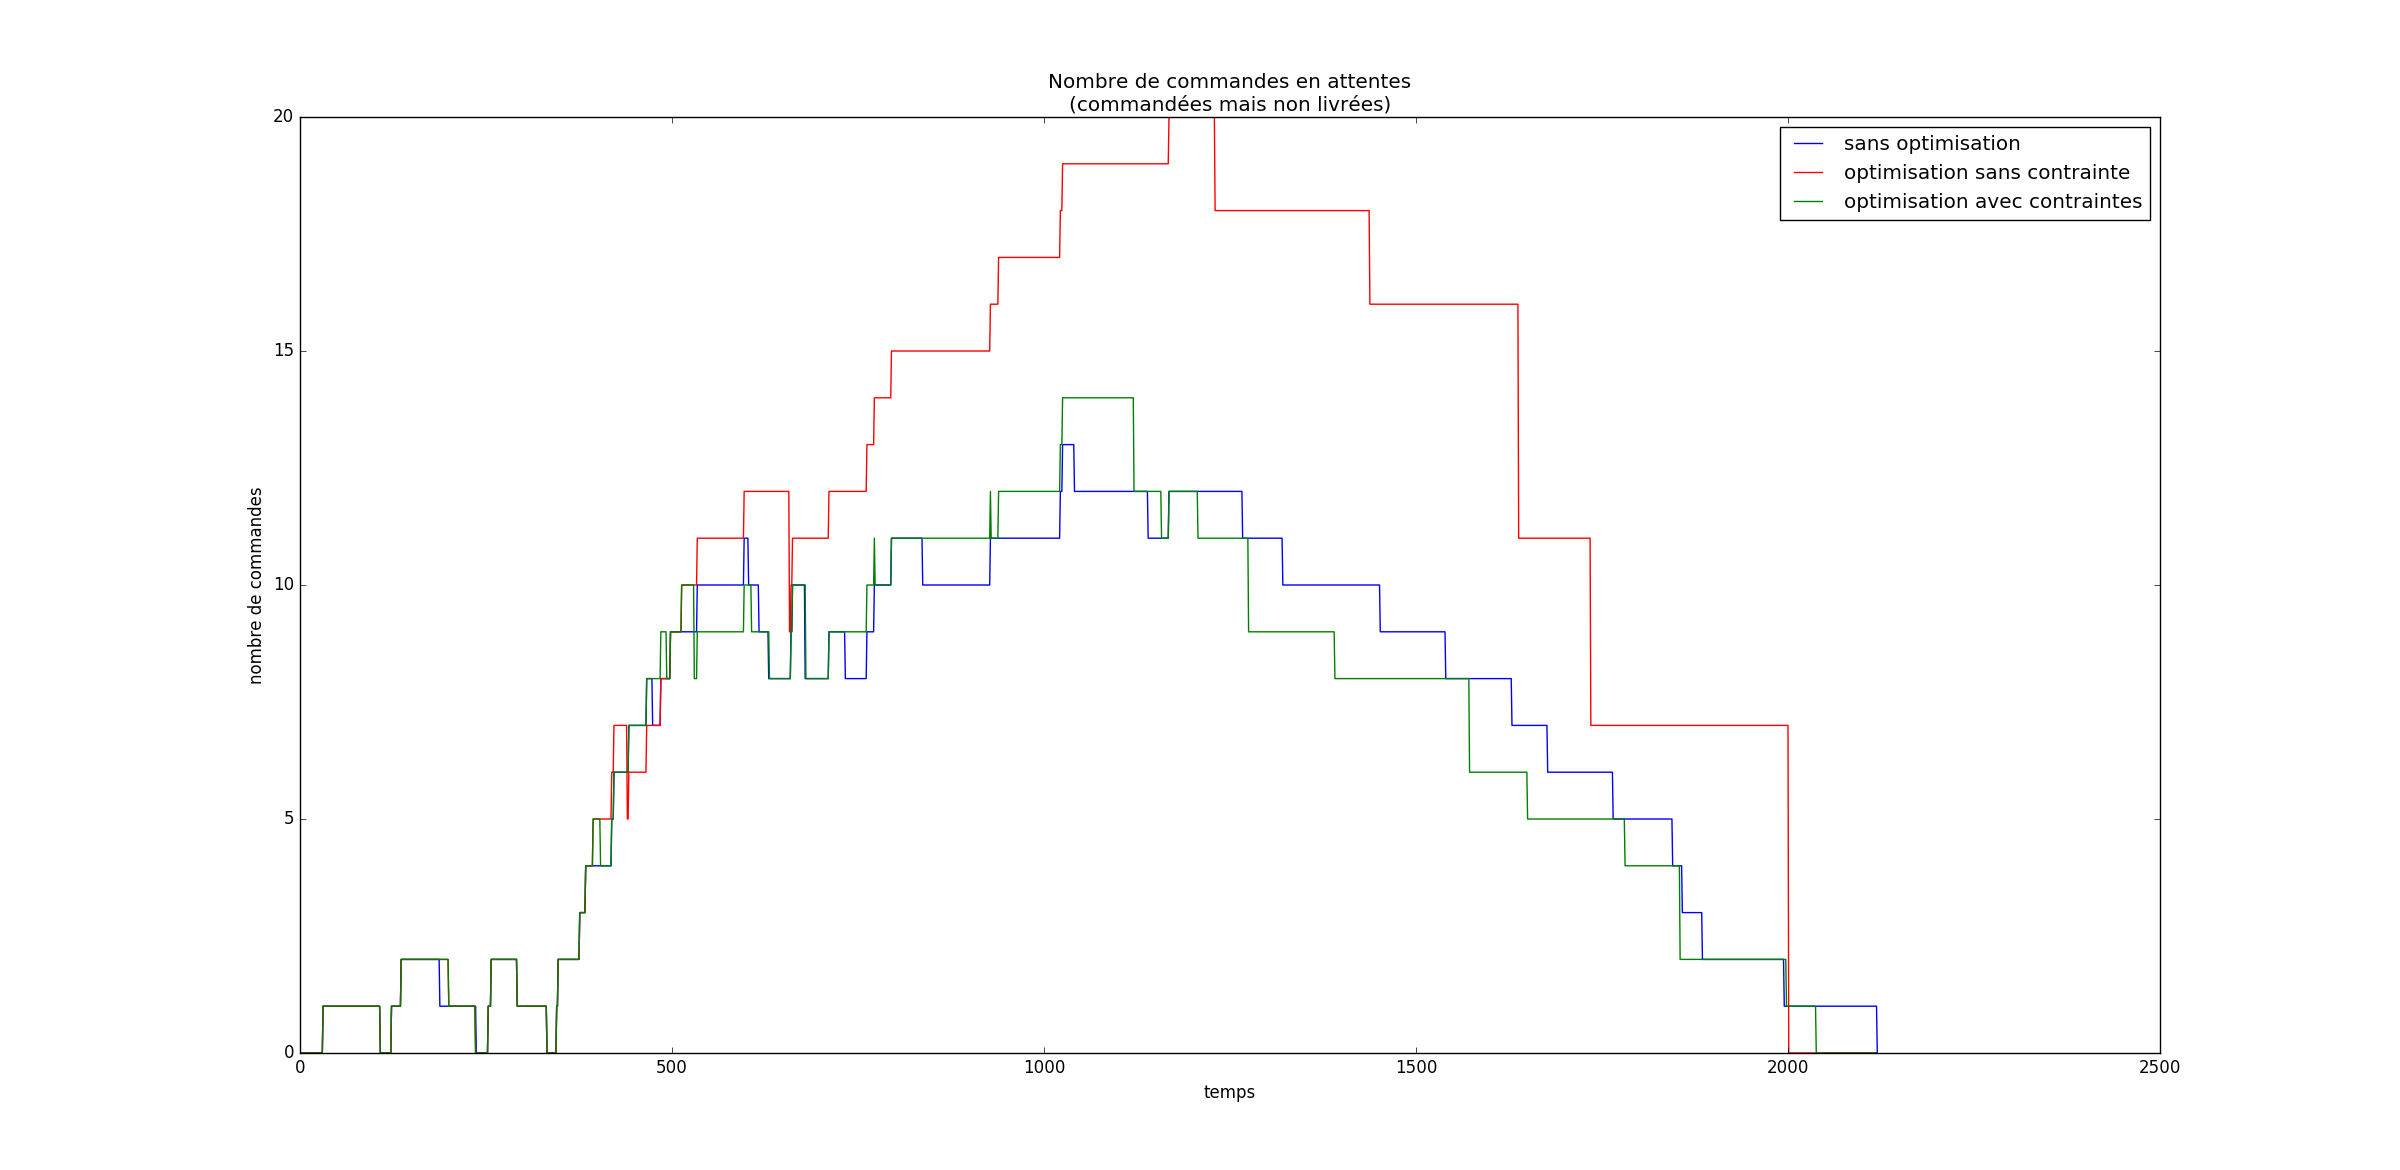 Nombre de commandes en attentes
(commandées mais non livrées)
sans optimisation
optimisation sans contrainte
optimisation avec contraintes
nombre de commandes
20
15
10
5
0
0 500 1000 1500 2000 2500
temps